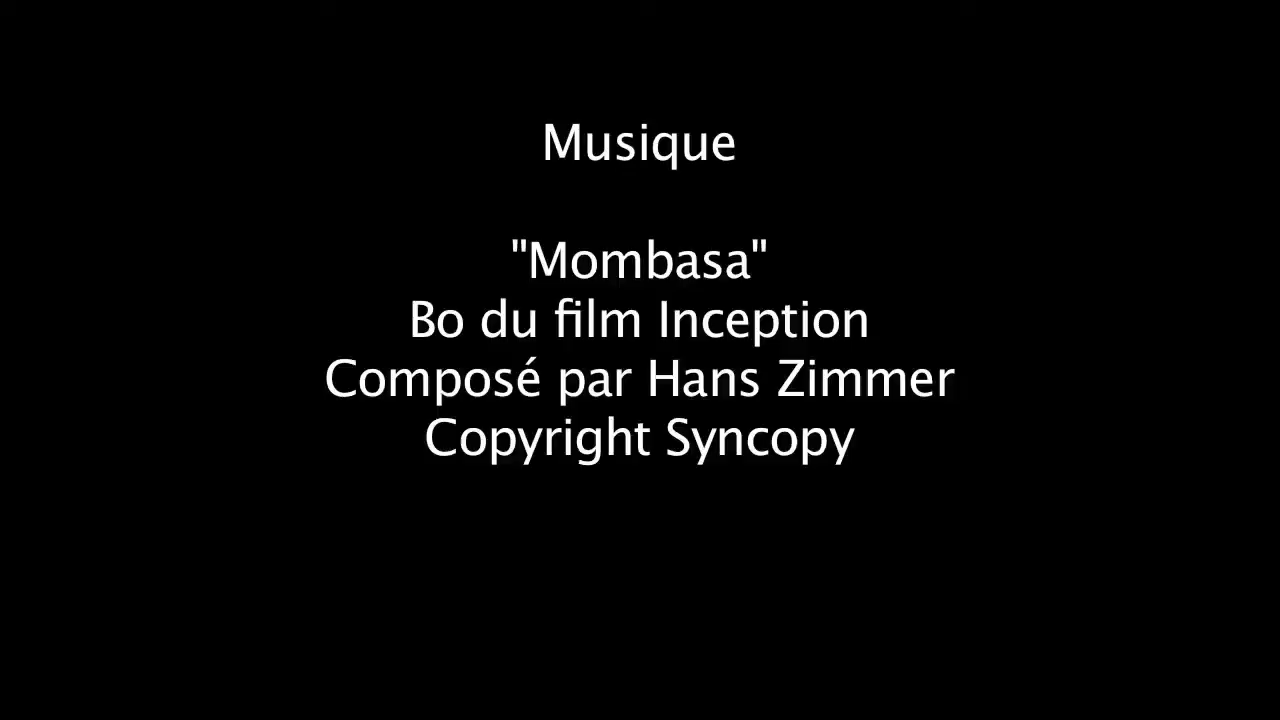 Musique
"Mombasa"
Bo du film Inception
Composé par Hans Zimmer
Copyright Syncopy